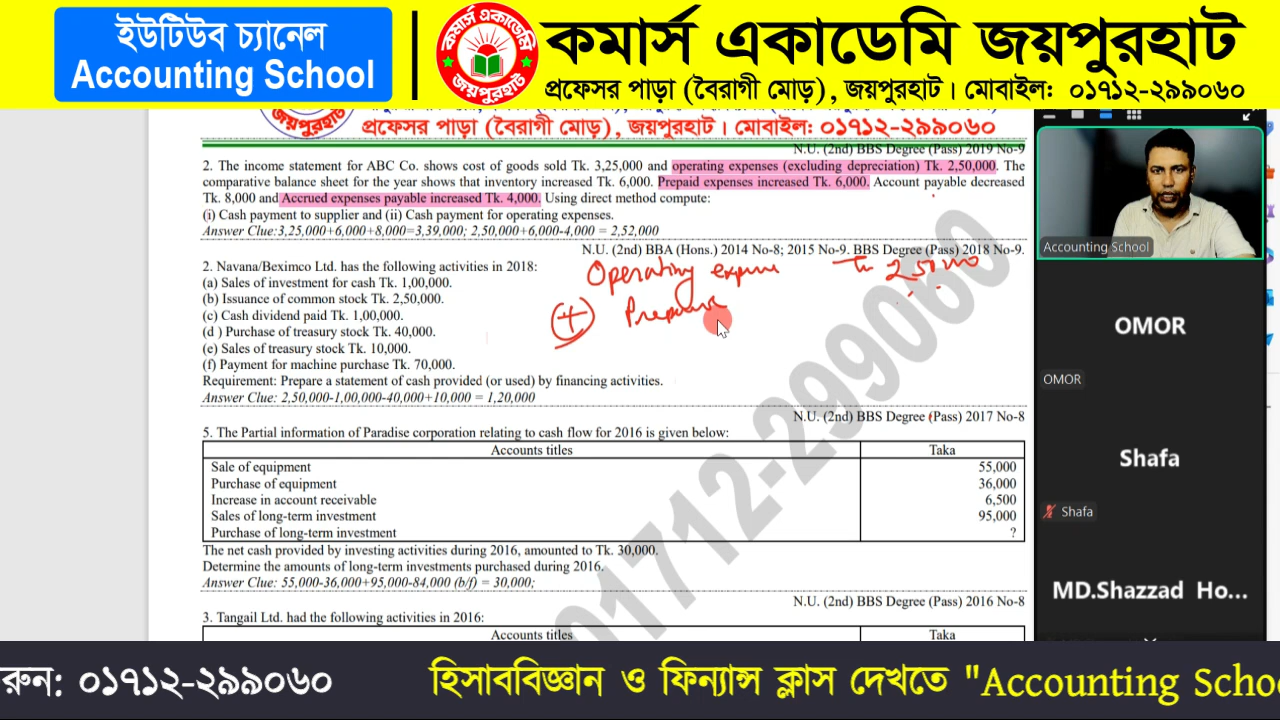 ইউটিউব চ্যানেল
Accounting School
কমার্স একাডেমি জয়পুরহাট
জয়পুরহাট
কমার্স একাডেমি জয়পুরহাট
প্রফেসর পাড়া (বৈরাগী মোড়), জয়পুরহাট। মোবাইল: ০১৭১২-২৯৯০৬০
প্রফেসর পাড়া (বৈরাগী মোড়), জয়পুরহাট। মোবাইল: ০১৭১২-২৯৯০৬০
N.U. (2nd) BBS Degree (Pass) 2019 No-9
2. The income statement for ABC Co. shows cost of goods sold Tk. 3,25,000 and operating expenses (excluding depreciation) Tk. 2,50,000. The
comparative balance sheet for the year shows that inventory increased Tk. 6,000. Prepaid expenses increased Tk. 6,000. Account payable decreased
Tk. 8,000 and Accrued expenses payable increased Tk. 4,000. Using direct method compute:
(i) Cash payment to supplier and (ii) Cash payment for operating expenses.
Answer Clue:3,25,000+6,000+8,000=3,39,000; 2,50,000+6,000-4,000 = 2,52,000
N.U. (2nd) BBA (Hons.) 2014 No-8; 2015 No-9. BBS Degree (Pass) 2018 No-9.
2. Navana/Beximco Ltd. has the following activities in 2018:
(a) Sales of investment for cash Tk. 1,00,000.
(b) Issuance of common stock Tk. 2,50,000.
(c) Cash dividend paid Tk. 1,00,000.
(d ) Purchase of treasury stock Tk. 40,000.
(e) Sales of treasury stock Tk. 10,000.
(f) Payment for machine purchase Tk. 70,000.
Requirement: Prepare a statement of cash provided (or used) by financing activities.
Answer Clue: 2,50,000-1,00,000-40,000+10,000 = 1,20,000
Operating
(+)
N.U. (2nd) BBS Degree (Pass) 2017 No-8
5. The Partial information of Paradise corporation relating to cash flow for 2016 is given below:
Accounts titles Taka
Sale of equipment 55,000
Purchase of equipment 36,000
Increase in account receivable 6,500
Sales of long-term investment 95,000
Purchase of long-term investment ?
The net cash provided by investing activities during 2016, amounted to Tk. 30,000.
Determine the amounts of long-term investments purchased during 2016.
Answer Clue: 55,000-36,000+95,000-84,000 (b/f) = 30,000;
N.U. (2nd) BBS Degree (Pass) 2016 No-8
3. Tangail Ltd. had the following activities in 2016:
Accounts titles Taka
01712-299060
Accounting School
OMOR
OMOR
Shafa
Shafa
MD.Shazzad Ho...
রুন: ০১৭১২-২৯৯০৬০ হিসাববিজ্ঞান ও ফিন্যান্স ক্লাস দেখতে "Accounting Scho